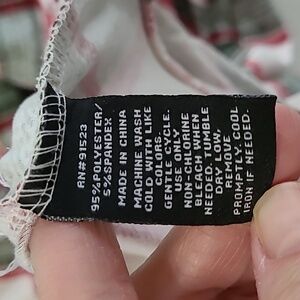 RN#91523
95%POLYESTER/
5%SPANDEX
MADE IN CHINA
MACHINE WASH
COLD WITH LIKE
COLORS.
GENTLE CYCLE.
USE ONLY
NON-CHLORINE
BLEACH WHEN
NEEDED. TUMBLE
DRY LOW.
REMOVE
PROMPTLY. COOL
IRON IF NEEDED.